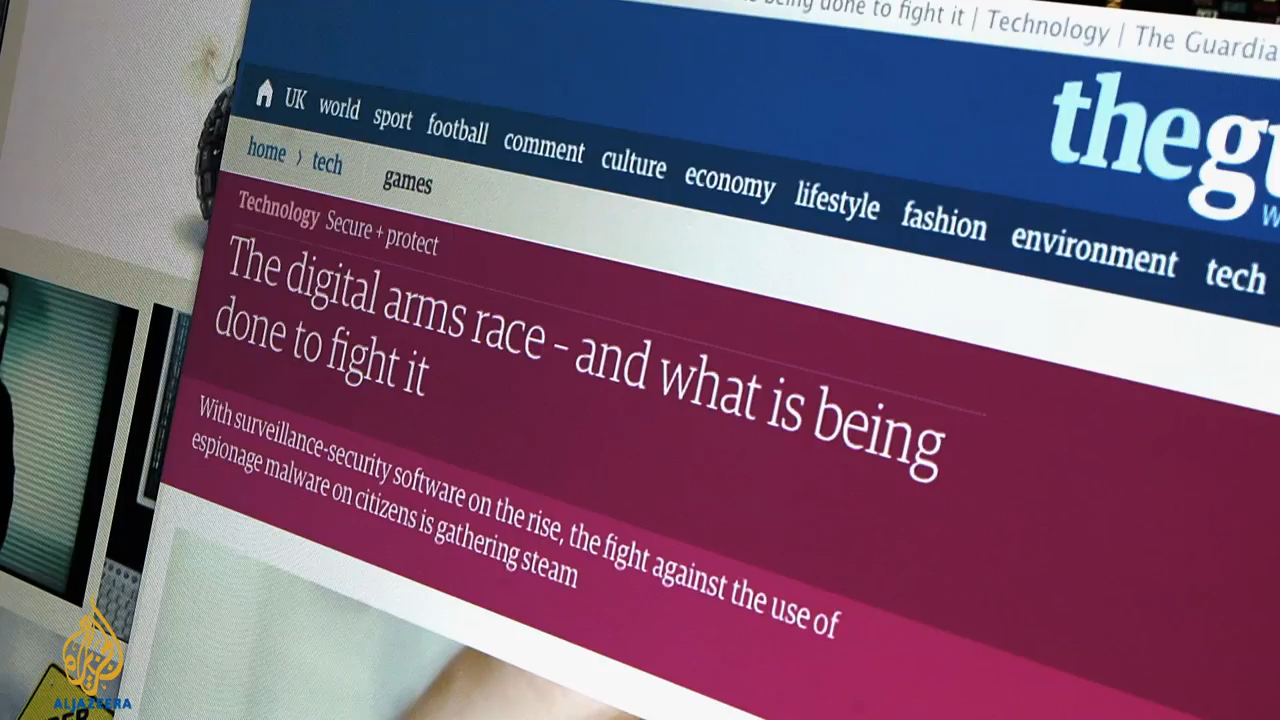 being done to fight it | Technology | The Guardia
thegu
UK world sport football comment culture economy lifestyle fashion environment tech
home › tech games
Technology Secure + protect
The digital arms race – and what is being
done to fight it
With surveillance-security software on the rise, the fight against the use of
espionage malware on citizens is gathering steam
ALJAZEERA